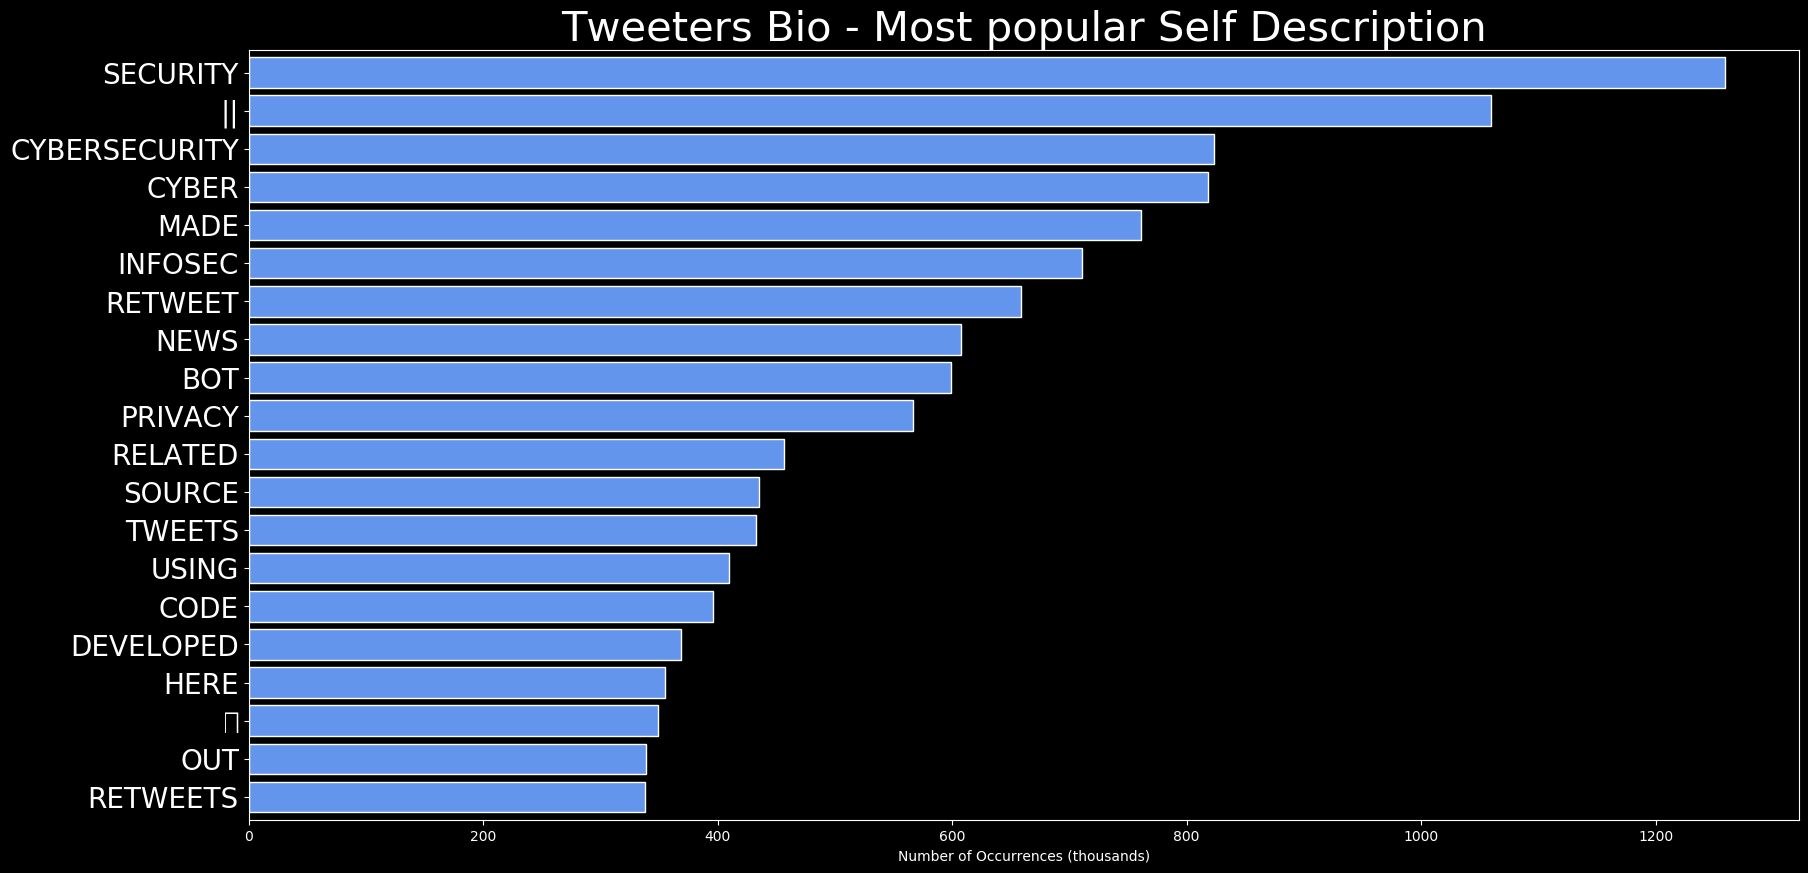 Tweeters Bio - Most popular Self Description
SECURITY
||
CYBERSECURITY
CYBER
MADE
INFOSEC
RETWEET
NEWS
BOT
PRIVACY
RELATED
SOURCE
TWEETS
USING
CODE
DEVELOPED
HERE
OUT
RETWEETS
0 200 400 600 800 1000 1200
Number of Occurrences (thousands)